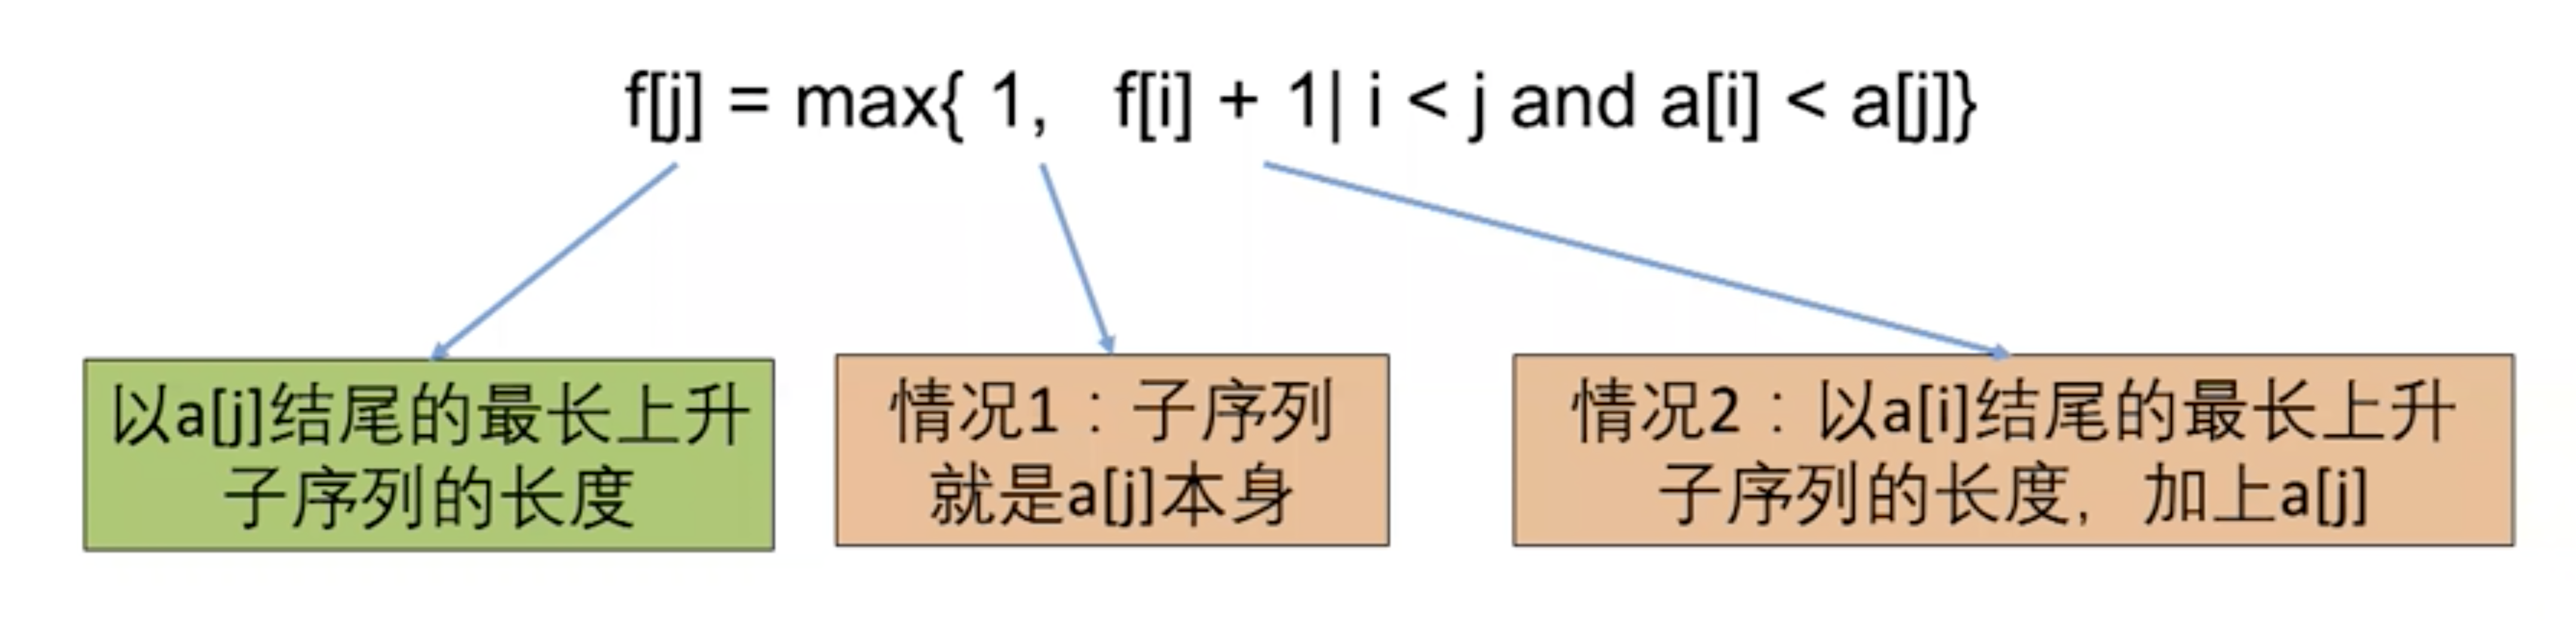 f[j] = max{ 1, f[i] + 1| i < j and a[i] < a[j]}
以a[j]结尾的最长上升
子序列的长度
情况1：子序列
就是a[j]本身
情况2：以a[i]结尾的最长上升
子序列的长度，加上a[j]